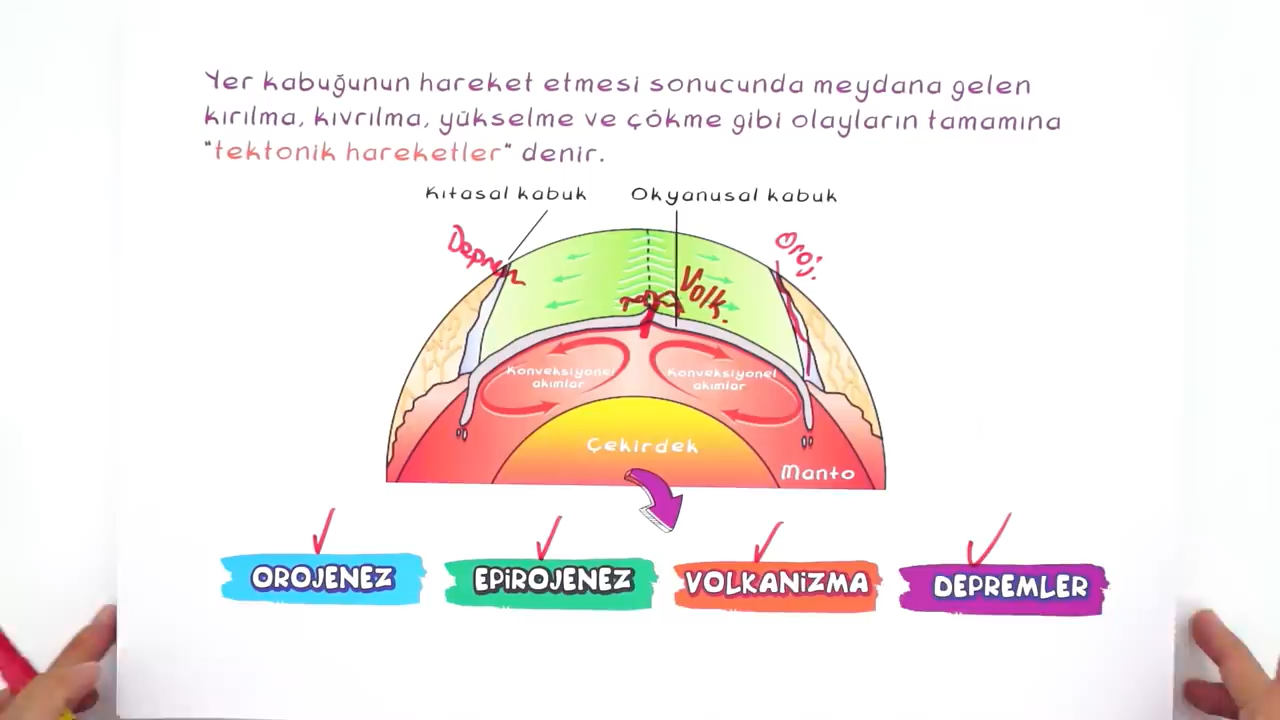 Yer kabuğunun hareket etmesi sonucunda meydana gelen
kırılma, kıvrılma, yükselme ve çökme gibi olayların tamamına
"tektonik hareketler" denir.
Kıtasal kabuk
Okyanusal kabuk
Deprem
Oroj.
Volk.
Konveksiyonel
akımlar
Konveksiyonel
akımlar
Çekirdek
Manto
OROJENEZ
EPİROJENEZ
VOLKANİZMA
DEPREMLER